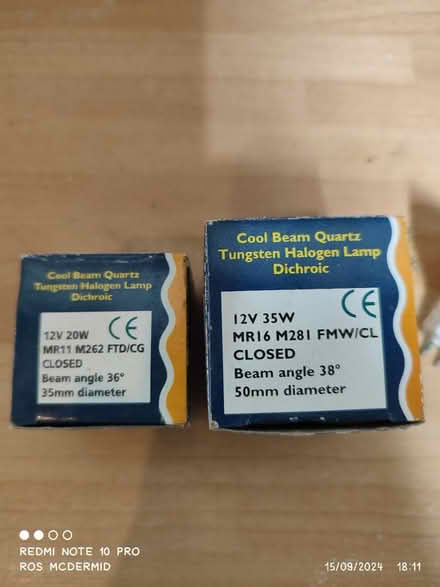 Cool Beam Quartz
Tungsten Halogen Lamp
Dichroic
12V 20W CE
MR11 M262 FTD/CG
CLOSED
Beam angle 36°
35mm diameter
Cool Beam Quartz
Tungsten Halogen Lamp
Dichroic
12V 35W CE
MR16 M281 FMW/CL
CLOSED
Beam angle 38°
50mm diameter
REDMI NOTE 10 PRO
ROS MCDERMID
15/09/2024 18:11